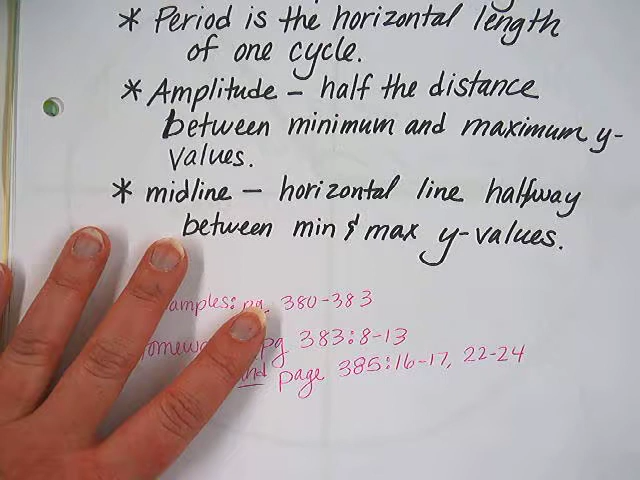 * Period is the horizontal length
of one cycle.
* Amplitude - half the distance
between minimum and maximum y-
values.
* midline - horizontal line halfway
between min & max y-values.
amples: pg. 380-383
pg 383:8-13
and page 385:16-17, 22-24